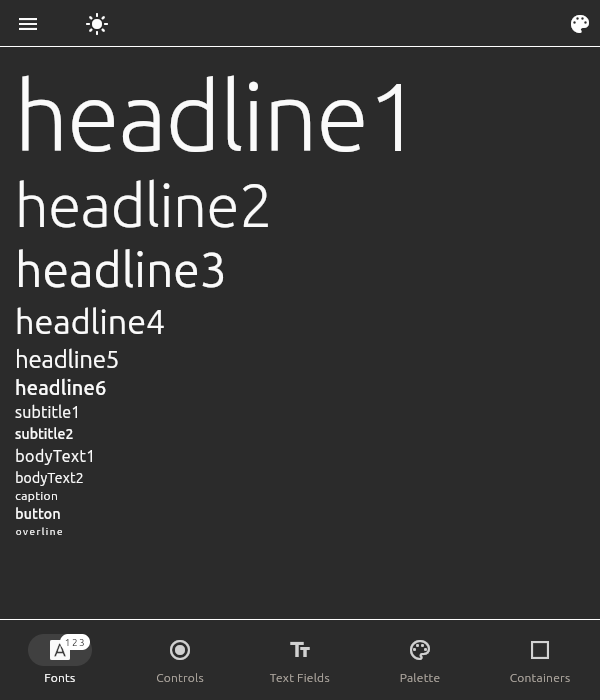 headline1
headline2
headline3
headline4
headline5
headline6
subtitle1
subtitle2
bodyText1
bodyText2
caption
button
overline
123
Fonts Controls Text Fields Palette Containers